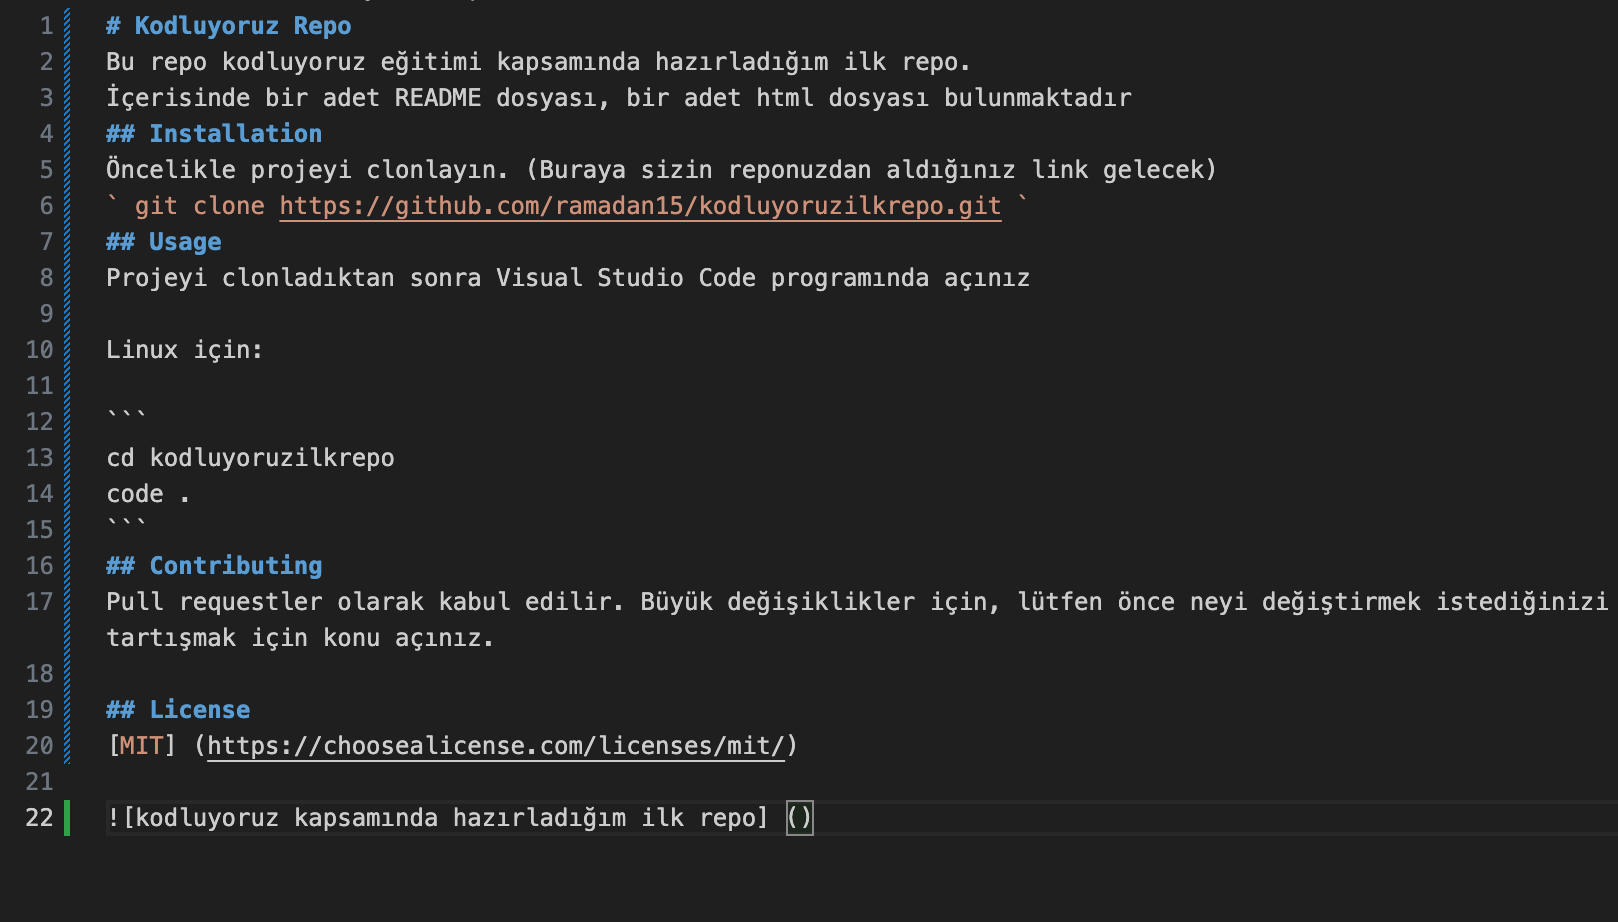 1 # Kodluyoruz Repo
2 Bu repo kodluyoruz eğitimi kapsamında hazırladığım ilk repo.
3 İçerisinde bir adet README dosyası, bir adet html dosyası bulunmaktadır
4 ## Installation
5 Öncelikle projeyi clonlayın. (Buraya sizin reponuzdan aldığınız link gelecek)
6 ` git clone https://github.com/ramadan15/kodluyoruzilkrepo.git `
7 ## Usage
8 Projeyi clonladıktan sonra Visual Studio Code programında açınız
9
10 Linux için:
11
12 ```
13 cd kodluyoruzilkrepo
14 code .
15 ```
16 ## Contributing
17 Pull requestler olarak kabul edilir. Büyük değişiklikler için, lütfen önce neyi değiştirmek istediğinizi
tartışmak için konu açınız.
18
19 ## License
20 [MIT] (https://choosealicense.com/licenses/mit/)
21
22 ![kodluyoruz kapsamında hazırladığım ilk repo] ()